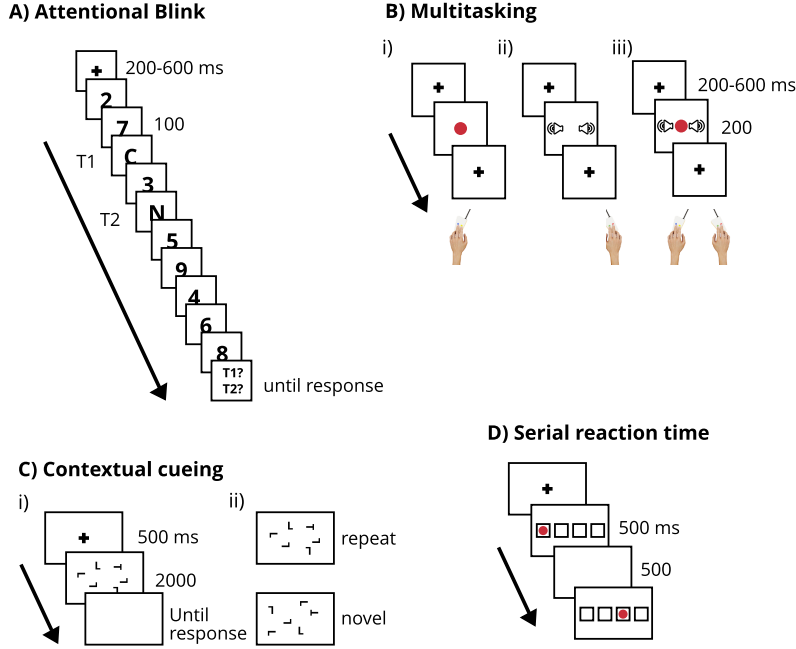 A) Attentional Blink
200-600 ms
2
7
100
T1
C
3
T2
N
5
9
4
6
8
T1?
T2?
until response
B) Multitasking
i)
ii)
iii)
200-600 ms
200
C) Contextual cueing
i)
500 ms
2000
Until
response
ii)
repeat
novel
D) Serial reaction time
500 ms
500